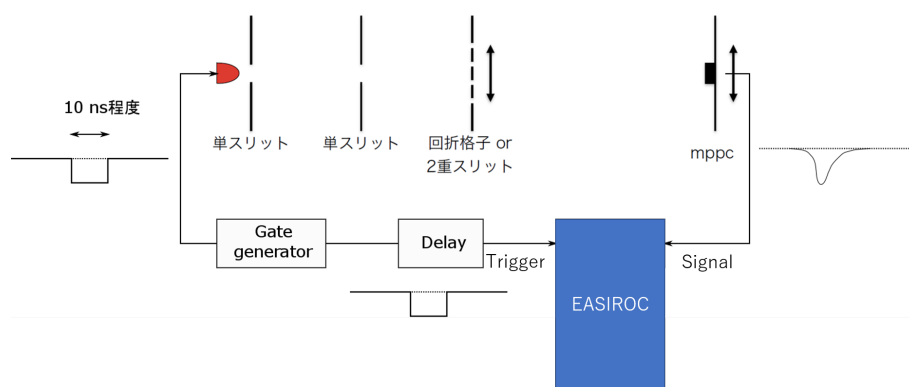 10 ns程度
単スリット
単スリット
回折格子 or
2重スリット
mppc
Gate
generator
Delay
Trigger
Signal
EASIROC